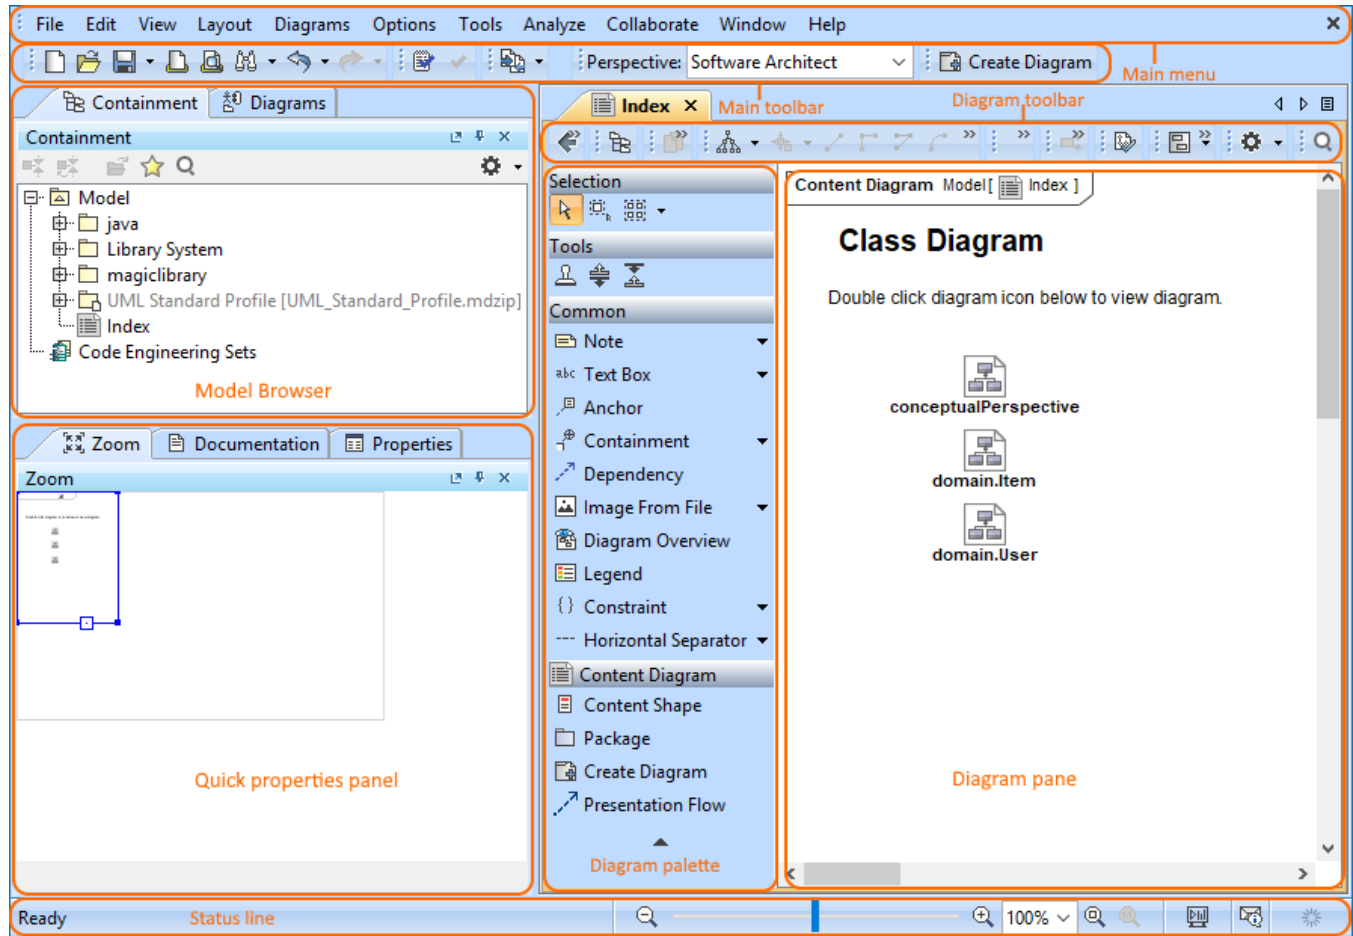 File Edit View Layout Diagrams Options Tools Analyze Collaborate Window Help
Perspective: Software Architect Create Diagram
Main menu
Containment Diagrams
Index
Main toolbar
Diagram toolbar
Containment
Model
java
Library System
magiclibrary
UML Standard Profile [UML_Standard_Profile.mdzip]
Index
Code Engineering Sets
Model Browser
Zoom Documentation Properties
Zoom
Quick properties panel
Selection
Tools
Common
Note
abc Text Box
Anchor
Containment
Dependency
Image From File
Diagram Overview
Legend
{} Constraint
Horizontal Separator
Content Diagram
Content Shape
Package
Create Diagram
Presentation Flow
Diagram palette
Content Diagram Model[ Index ]
Class Diagram
Double click diagram icon below to view diagram.
conceptualPerspective
domain.Item
domain.User
Diagram pane
Ready
Status line
100%